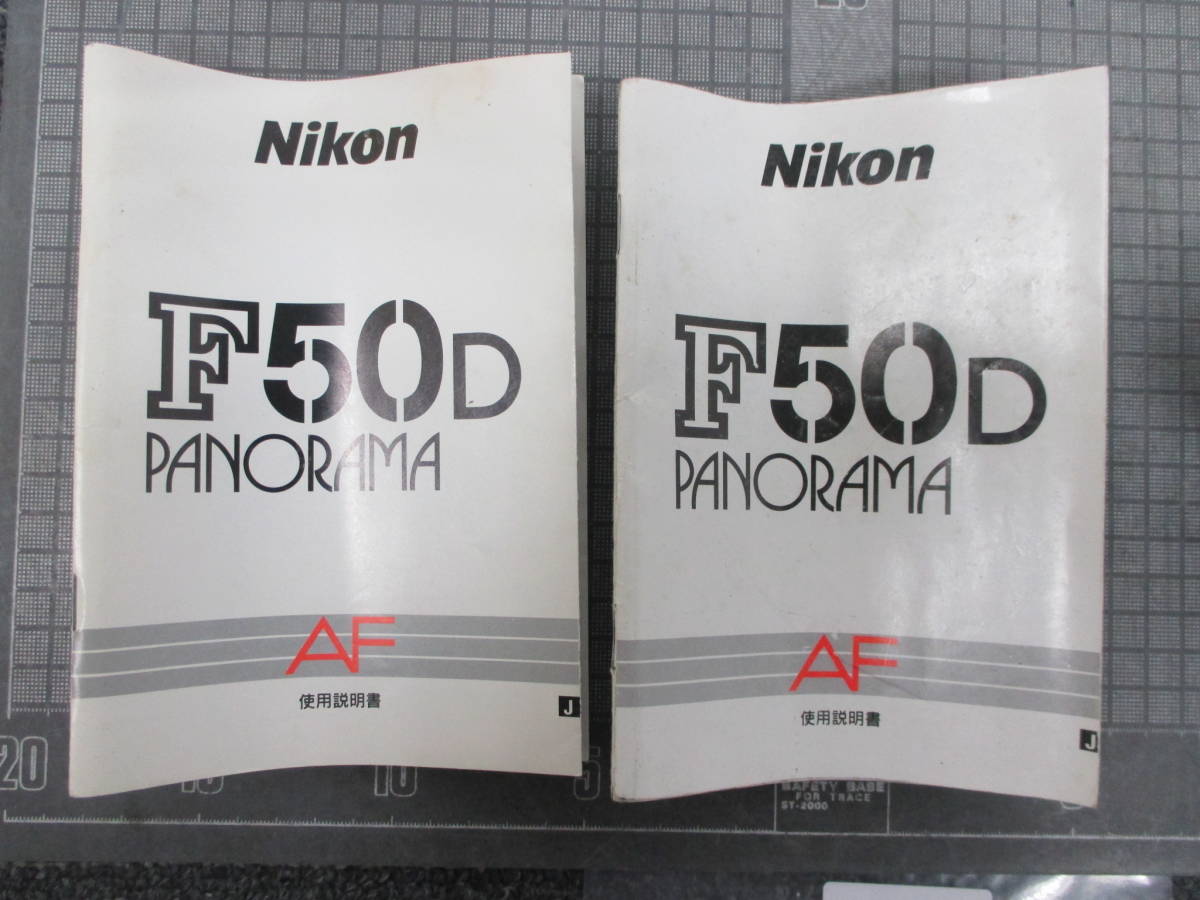 Nikon
F50D
PANORAMA
AF
使用説明書
J
Nikon
F50D
PANORAMA
AF
使用説明書
J
20
10
5
SAFETY BASE
FOR TRACE
ST-2000